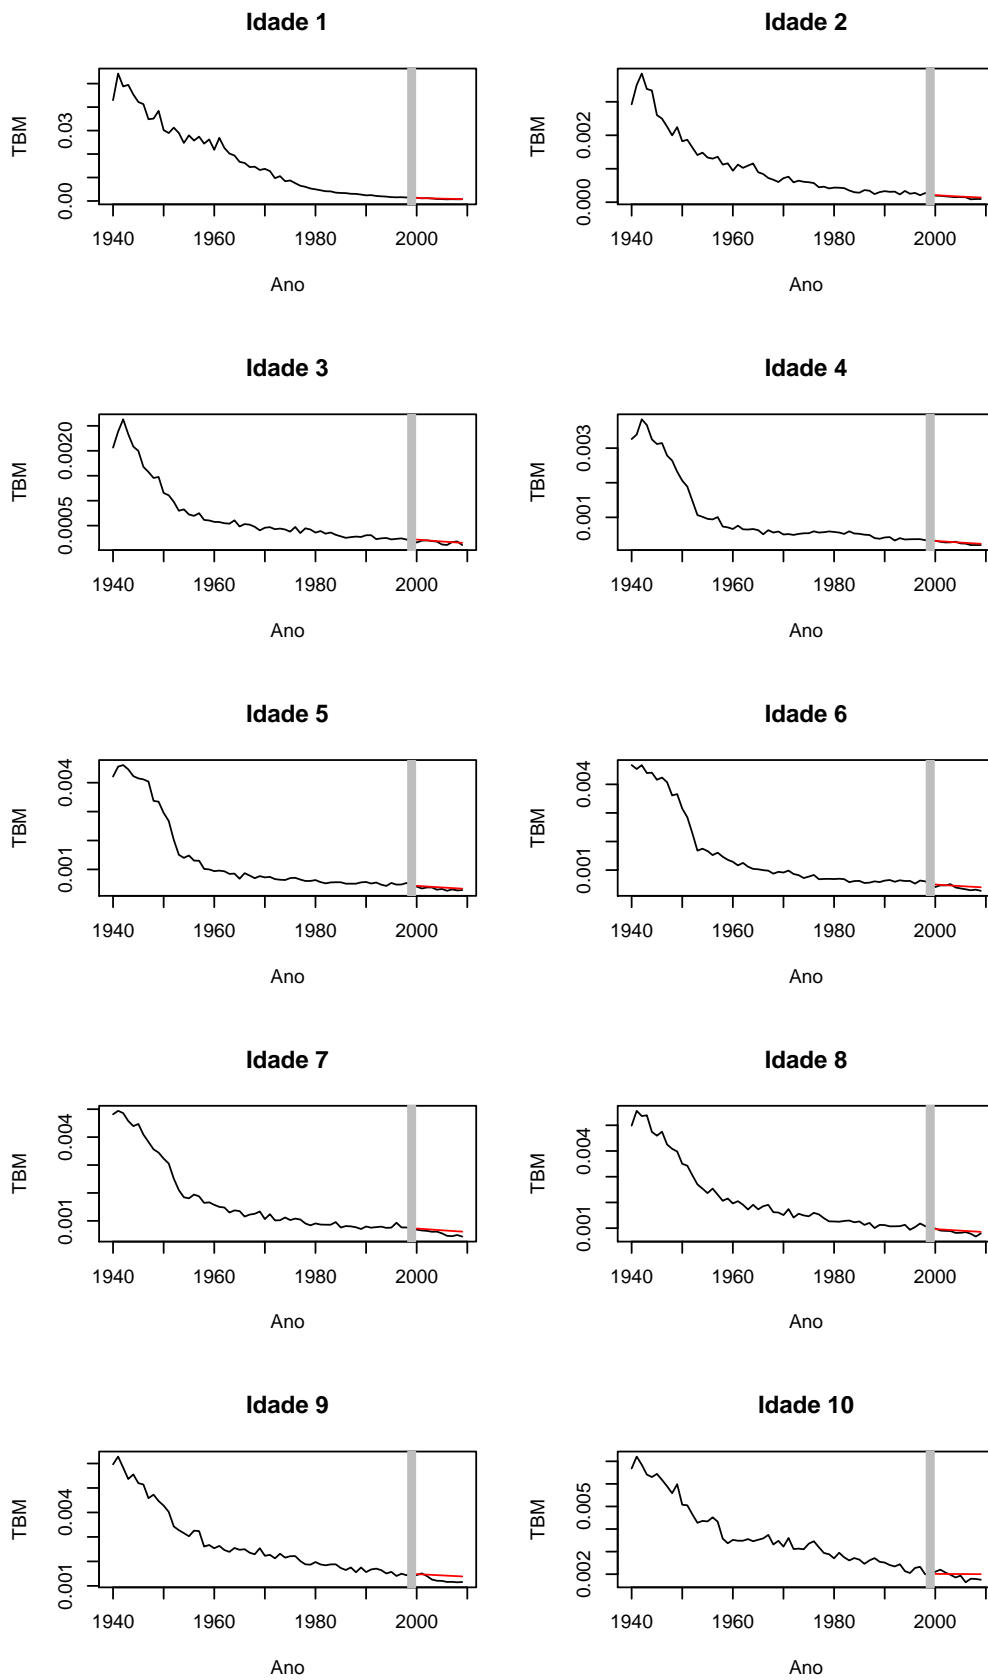 Idade 1
TBM
0.00 0.03
1940 1960 1980 2000
Ano
Idade 2
TBM
0.000 0.002
1940 1960 1980 2000
Ano
Idade 3
TBM
0.0005 0.0020
1940 1960 1980 2000
Ano
Idade 4
TBM
0.001 0.003
1940 1960 1980 2000
Ano
Idade 5
TBM
0.001 0.004
1940 1960 1980 2000
Ano
Idade 6
TBM
0.001 0.004
1940 1960 1980 2000
Ano
Idade 7
TBM
0.001 0.004
1940 1960 1980 2000
Ano
Idade 8
TBM
0.001 0.004
1940 1960 1980 2000
Ano
Idade 9
TBM
0.001 0.004
1940 1960 1980 2000
Ano
Idade 10
TBM
0.002 0.005
1940 1960 1980 2000
Ano